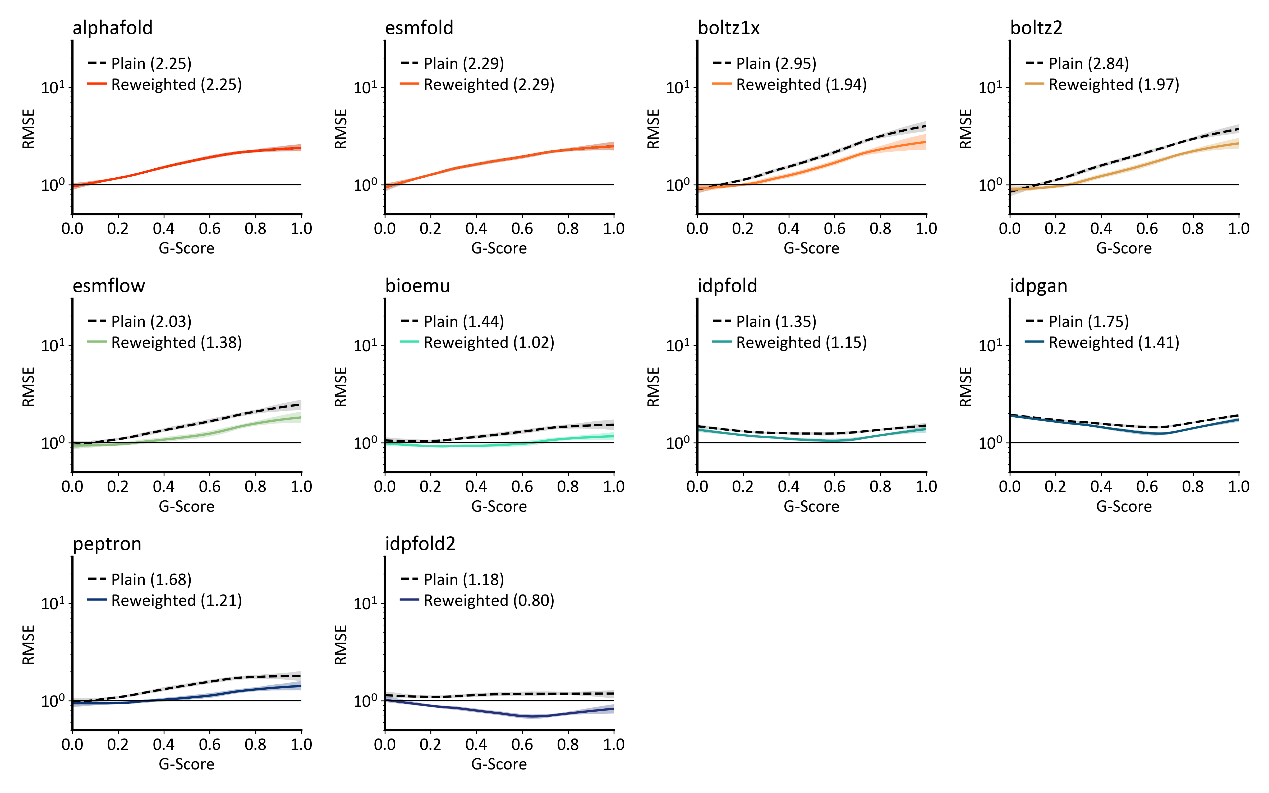 alphafold
Plain (2.25)
Reweighted (2.25)
RMSE
10¹
10⁰
0.0 0.2 0.4 0.6 0.8 1.0
G-Score
esmfold
Plain (2.29)
Reweighted (2.29)
RMSE
10¹
10⁰
0.0 0.2 0.4 0.6 0.8 1.0
G-Score
boltz1x
Plain (2.95)
Reweighted (1.94)
RMSE
10¹
10⁰
0.0 0.2 0.4 0.6 0.8 1.0
G-Score
boltz2
Plain (2.84)
Reweighted (1.97)
RMSE
10¹
10⁰
0.0 0.2 0.4 0.6 0.8 1.0
G-Score
esmflow
Plain (2.03)
Reweighted (1.38)
RMSE
10¹
10⁰
0.0 0.2 0.4 0.6 0.8 1.0
G-Score
bioemu
Plain (1.44)
Reweighted (1.02)
RMSE
10¹
10⁰
0.0 0.2 0.4 0.6 0.8 1.0
G-Score
idpfold
Plain (1.35)
Reweighted (1.15)
RMSE
10¹
10⁰
0.0 0.2 0.4 0.6 0.8 1.0
G-Score
idpgan
Plain (1.75)
Reweighted (1.41)
RMSE
10¹
10⁰
0.0 0.2 0.4 0.6 0.8 1.0
G-Score
peptron
Plain (1.68)
Reweighted (1.21)
RMSE
10¹
10⁰
0.0 0.2 0.4 0.6 0.8 1.0
G-Score
idpfold2
Plain (1.18)
Reweighted (0.80)
RMSE
10¹
10⁰
0.0 0.2 0.4 0.6 0.8 1.0
G-Score